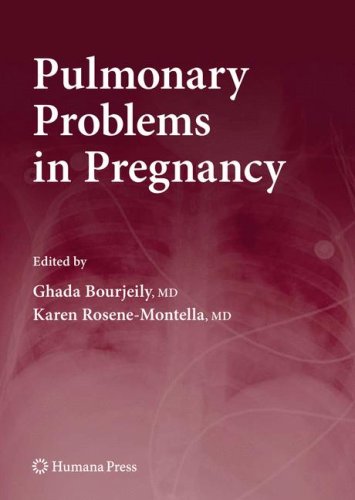 Pulmonary
Problems
in Pregnancy
Edited by
Ghada Bourjeily, MD
Karen Rosene-Montella, MD
Humana Press